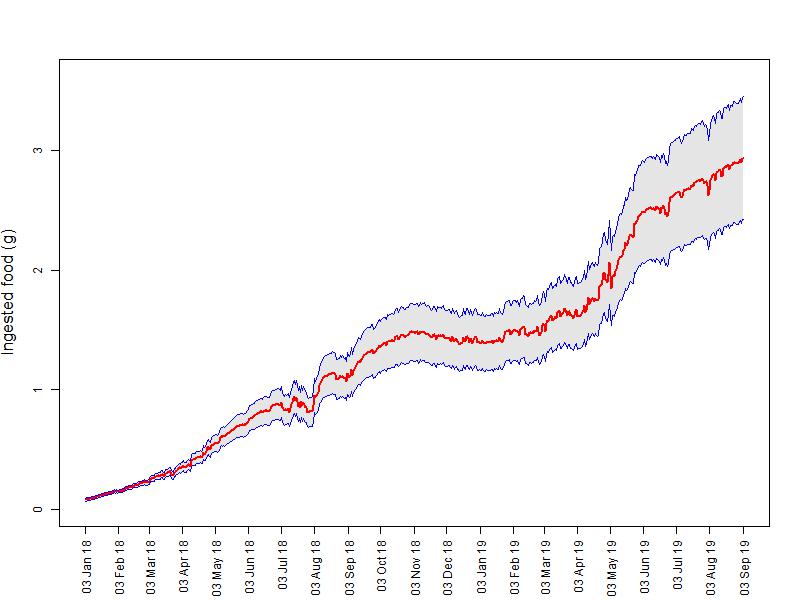 Ingested food (g)
3
2
1
0
03 Jan 18
03 Feb 18
03 Mar 18
03 Apr 18
03 May 18
03 Jun 18
03 Jul 18
03 Aug 18
03 Sep 18
03 Oct 18
03 Nov 18
03 Dec 18
03 Jan 19
03 Feb 19
03 Mar 19
03 Apr 19
03 May 19
03 Jun 19
03 Jul 19
03 Aug 19
03 Sep 19